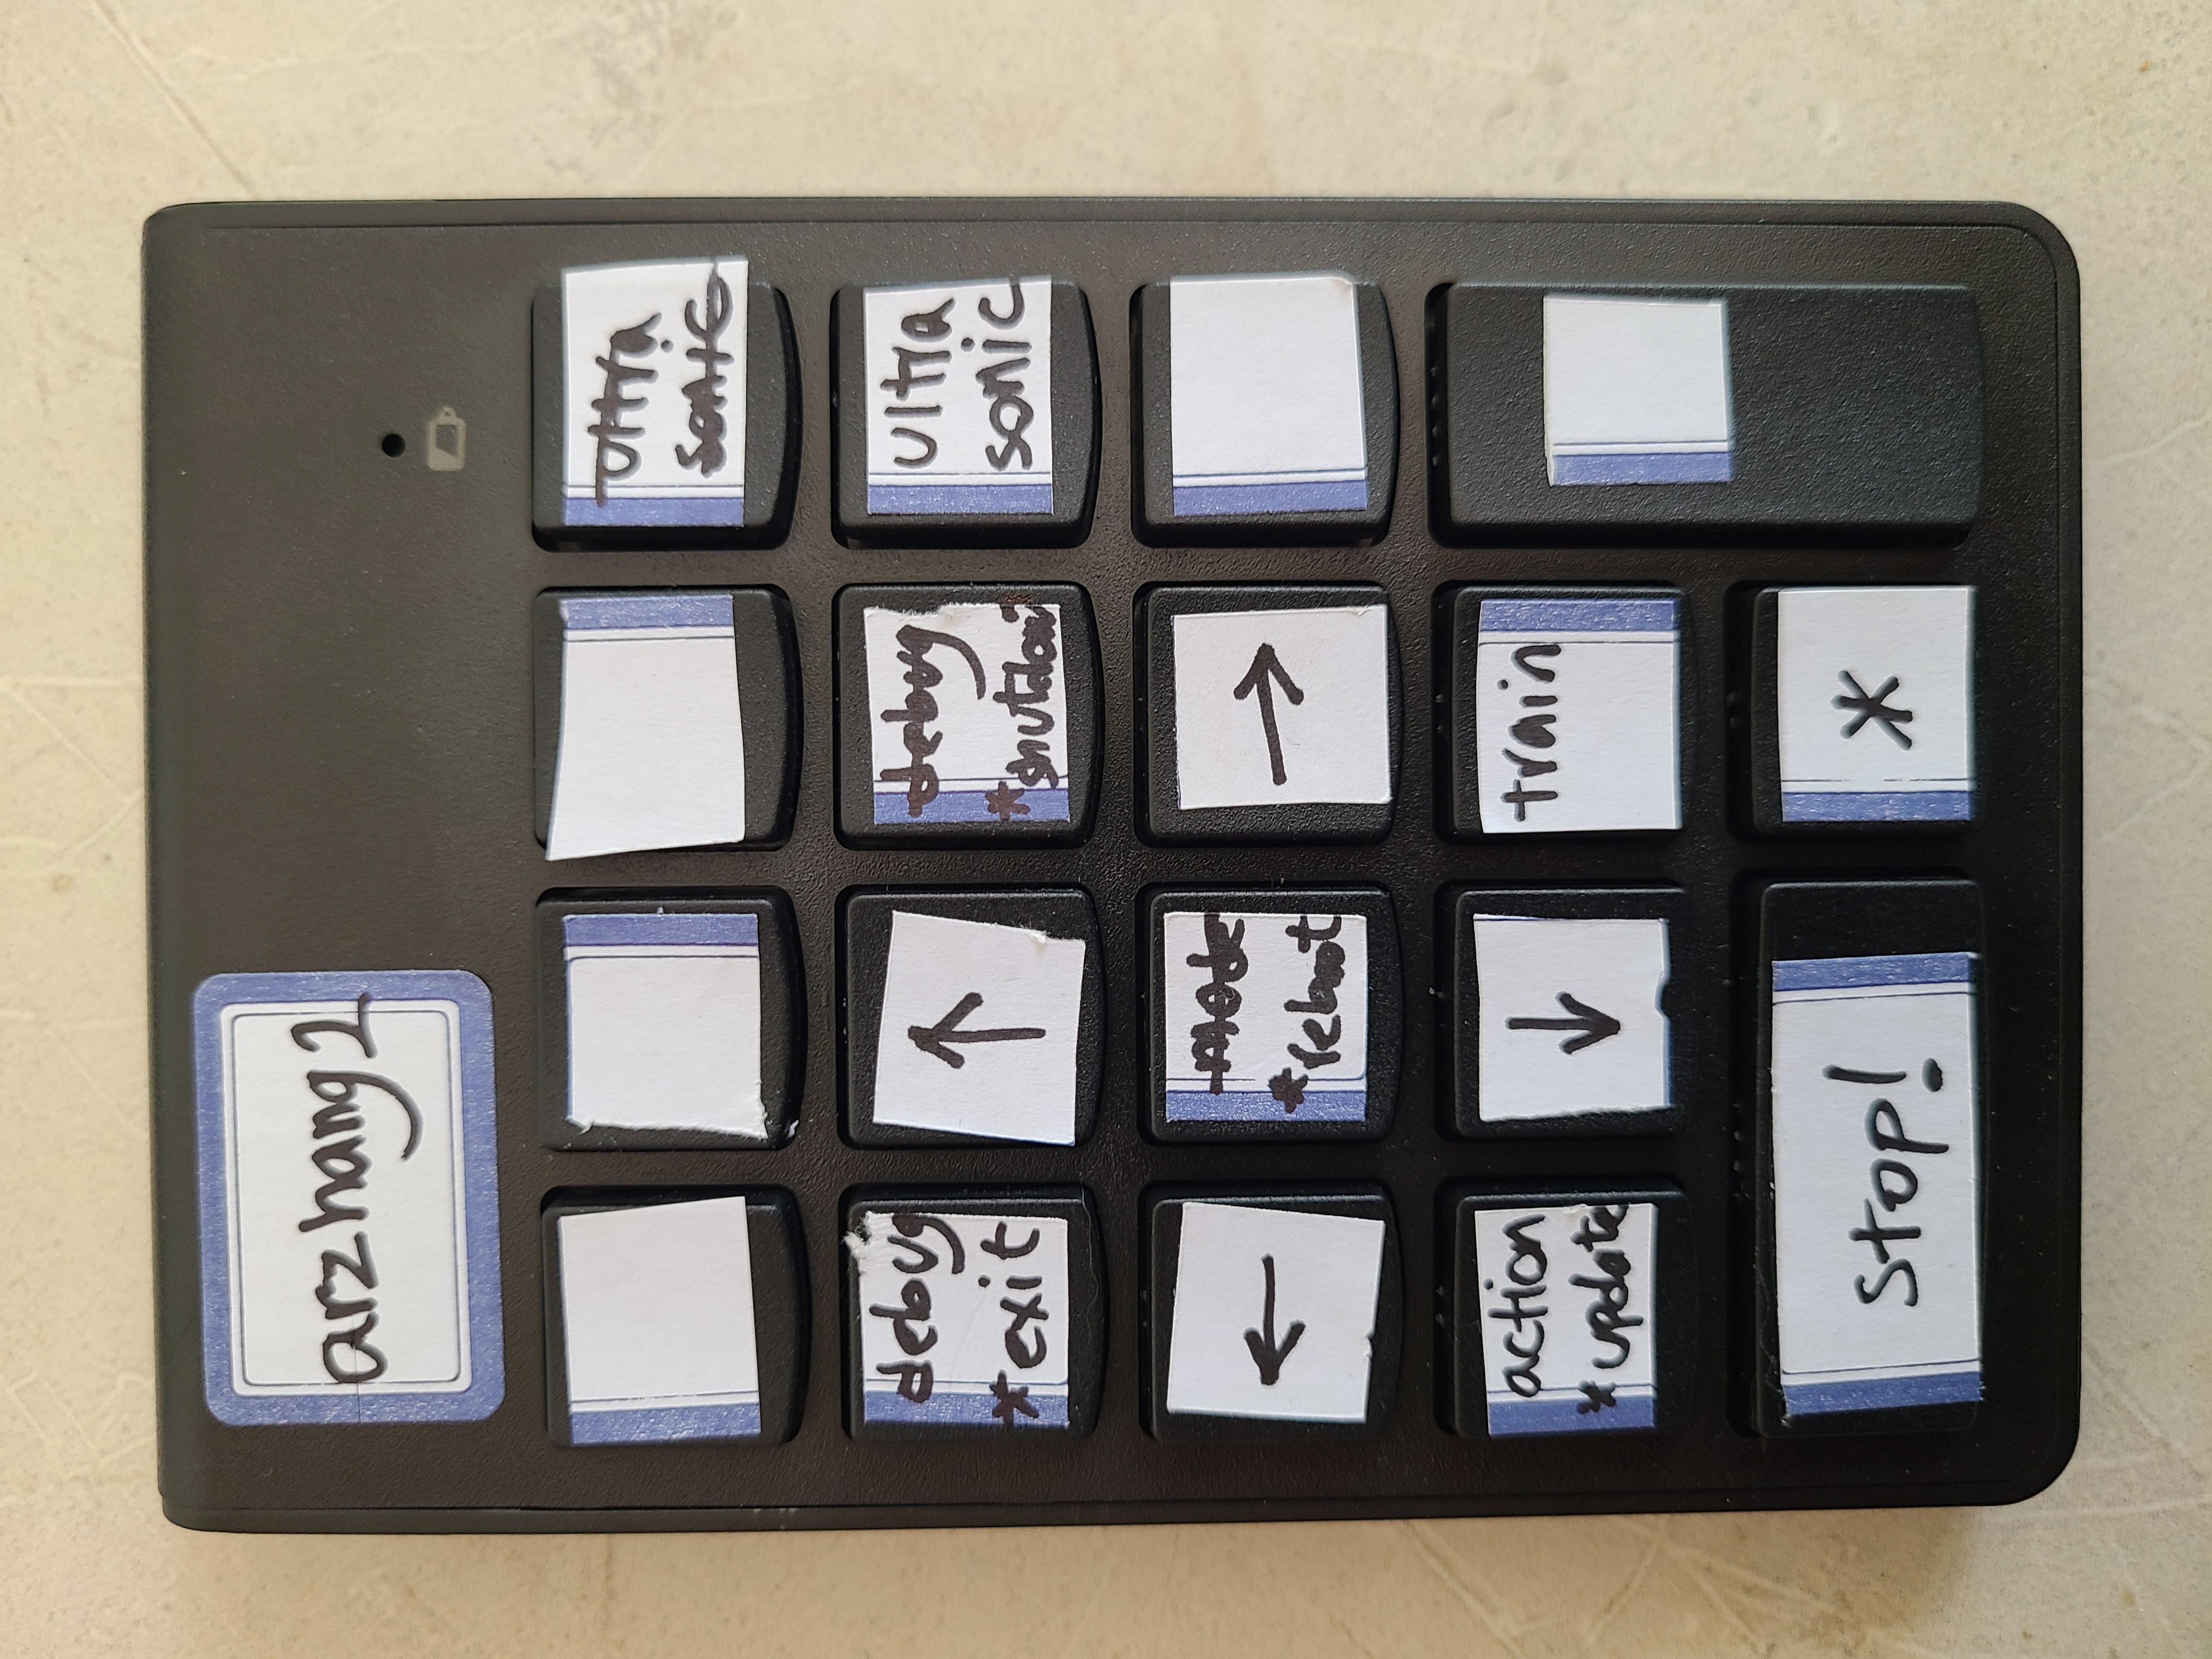 arzhang1
ultra
sonic
debug
*exit
↑
debug
*shutdown
ultra
sonic
←
mode
*reboot
→
action
*update
↓
train
stop!
*